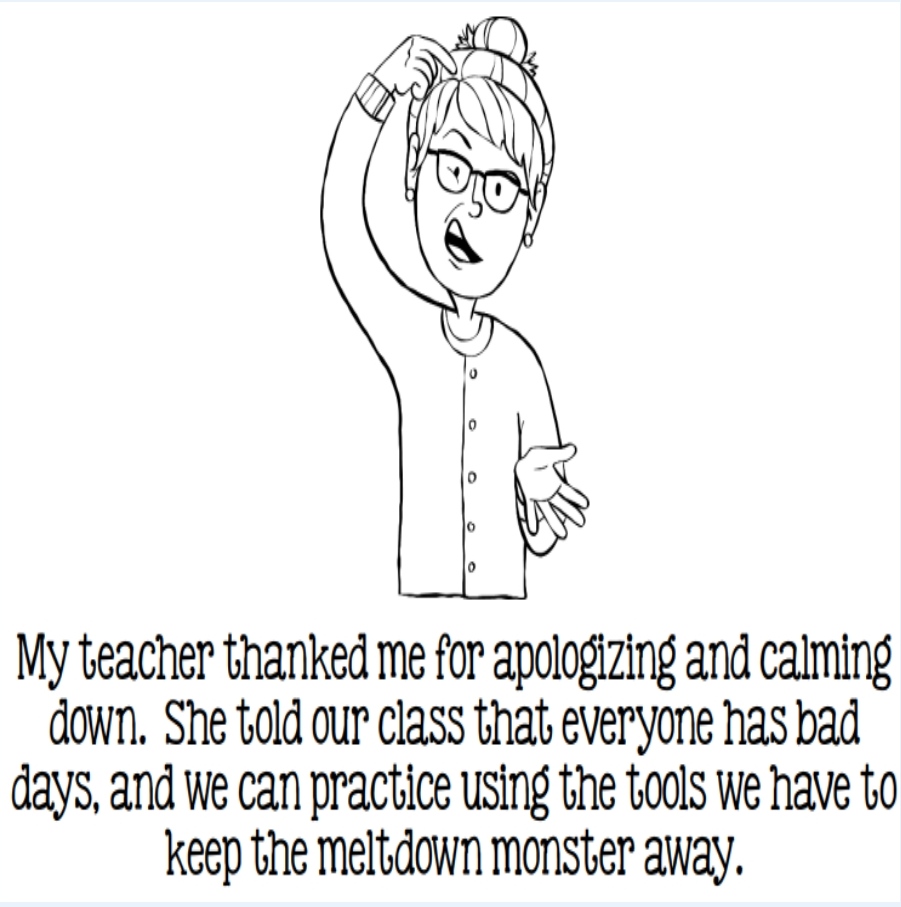 My teacher thanked me for apologizing and calming
down.  She told our class that everyone has bad
days, and we can practice using the tools we have to
keep the meltdown monster away.